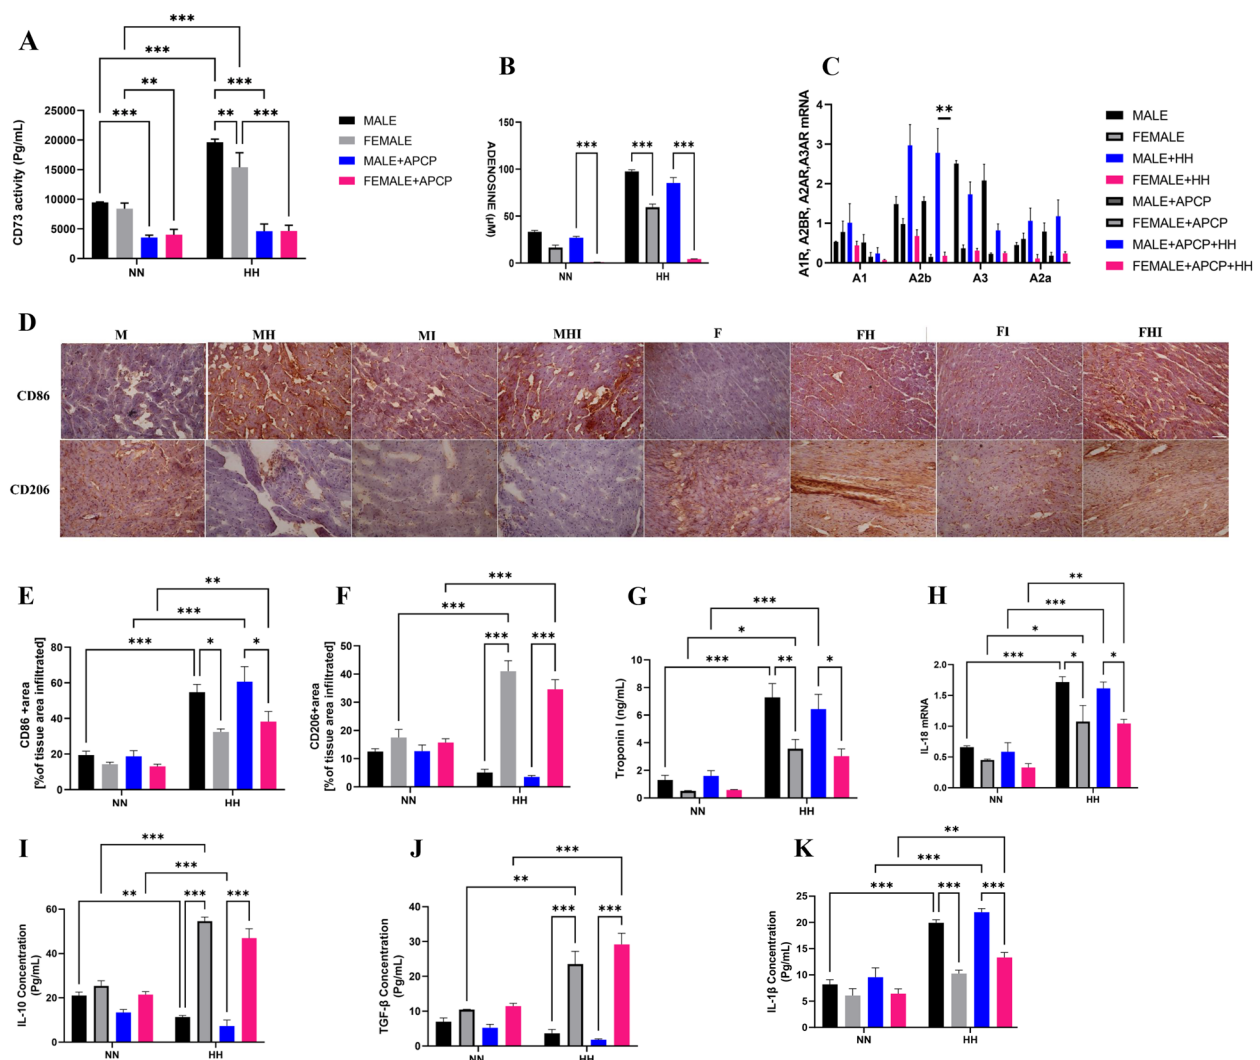 A
***
***
**
***
***
***
**
***
CD73 activity (Pg/mL)
25000
20000
15000
10000
5000
0
NN
HH
MALE
FEMALE
MALE+APCP
FEMALE+APCP
B
***
***
***
ADENOSINE (μM)
150
100
50
0
NN
HH
C
**
A1R, A2BR, A2AR,A3AR mRNA
4
3
2
1
0
A1
A2b
A3
A2a
MALE
FEMALE
MALE+HH
FEMALE+HH
MALE+APCP
FEMALE+APCP
MALE+APCP+HH
FEMALE+APCP+HH
D
M
MH
MI
MHI
F
FH
FI
FHI
CD86
CD206
E
**
***
***
*
*
CD86 +area
[%of tissue area infiltrated]
80
60
40
20
0
NN
HH
F
***
***
***
***
CD206+area
[%of tissue area infiltrated]
50
40
30
20
10
0
NN
HH
G
***
*
***
**
*
Troponin I (ng/mL)
10
8
6
4
2
0
NN
HH
H
**
***
*
***
*
*
IL-18 mRNA
2.0
1.5
1.0
0.5
0.0
NN
HH
I
***
***
**
***
***
IL-10 Concentration
(Pg/mL)
60
40
20
0
NN
HH
J
***
**
***
***
TGF-β Concentration
(Pg/mL)
40
30
20
10
0
NN
HH
K
**
***
***
***
***
IL-1β Concentration
(Pg/mL)
25
20
15
10
5
0
NN
HH